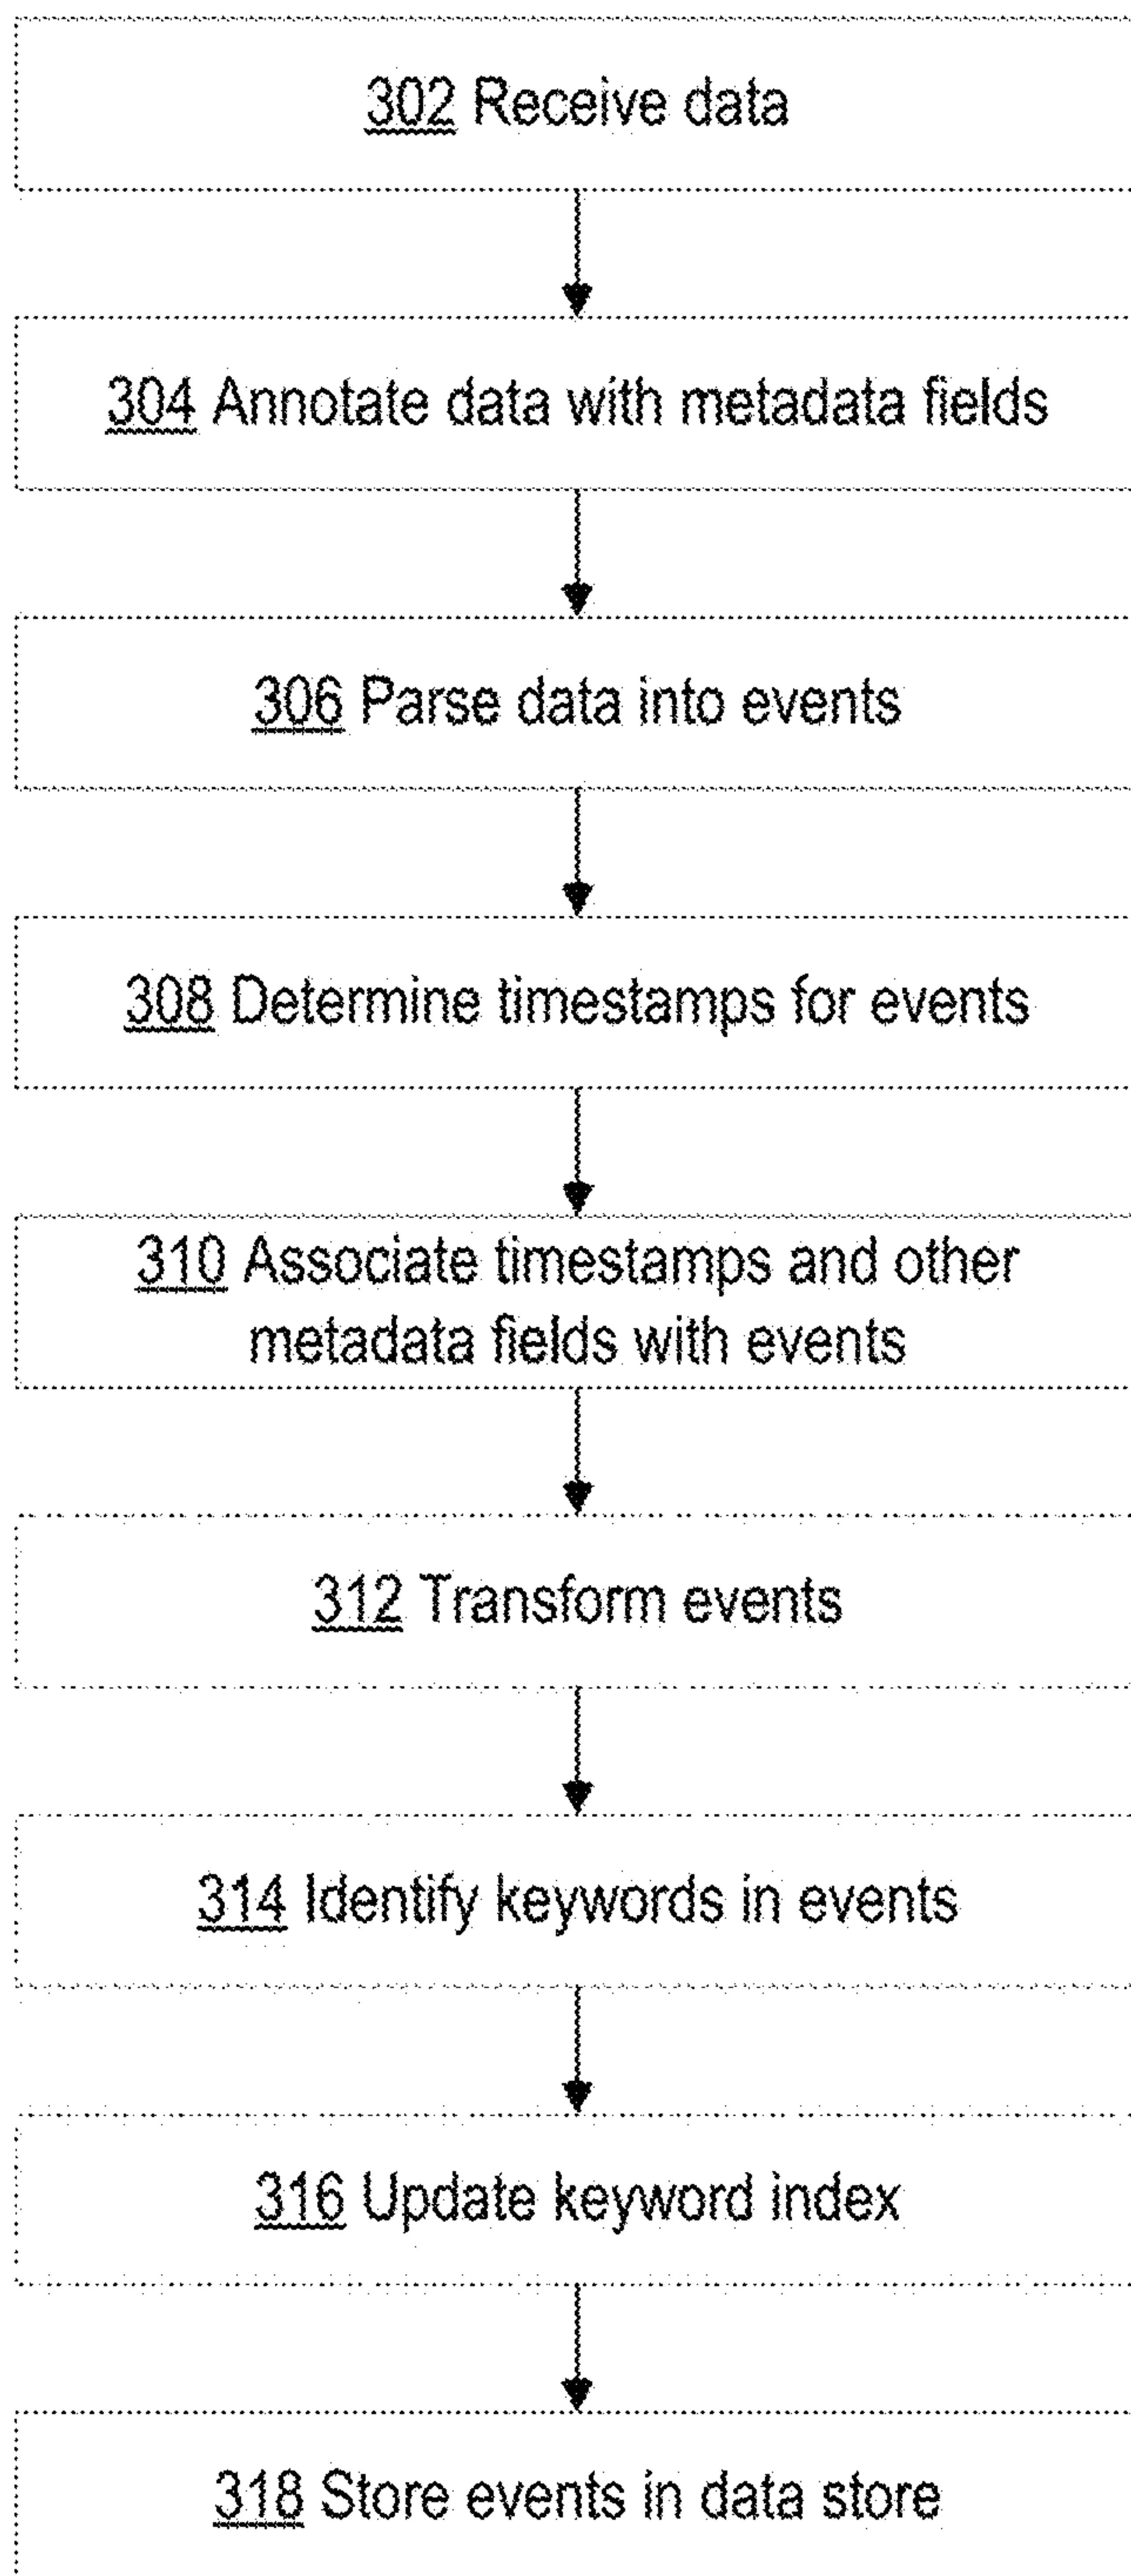 302 Receive data
304 Annotate data with metadata fields
306 Parse data into events
308 Determine timestamps for events
310 Associate timestamps and other
metadata fields with events
312 Transform events
314 Identify keywords in events
316 Update keyword index
318 Store events in data store